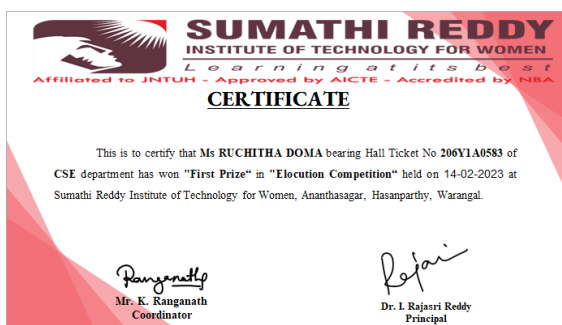 SUMATHI REDDY
INSTITUTE OF TECHNOLOGY FOR WOMEN
Learning at its best
Affiliated to JNTUH - Approved by AICTE - Accredited by NBA
CERTIFICATE
This is to certify that Ms RUCHITHA DOMA bearing Hall Ticket No 206Y1A0583 of
CSE department has won "First Prize" in "Elocution Competition" held on 14-02-2023 at
Sumathi Reddy Institute of Technology for Women, Ananthasagar, Hasanparthy, Warangal.
Ranganath
Mr. K. Ranganath
Coordinator
Dr. I. Rajasri Reddy
Principal